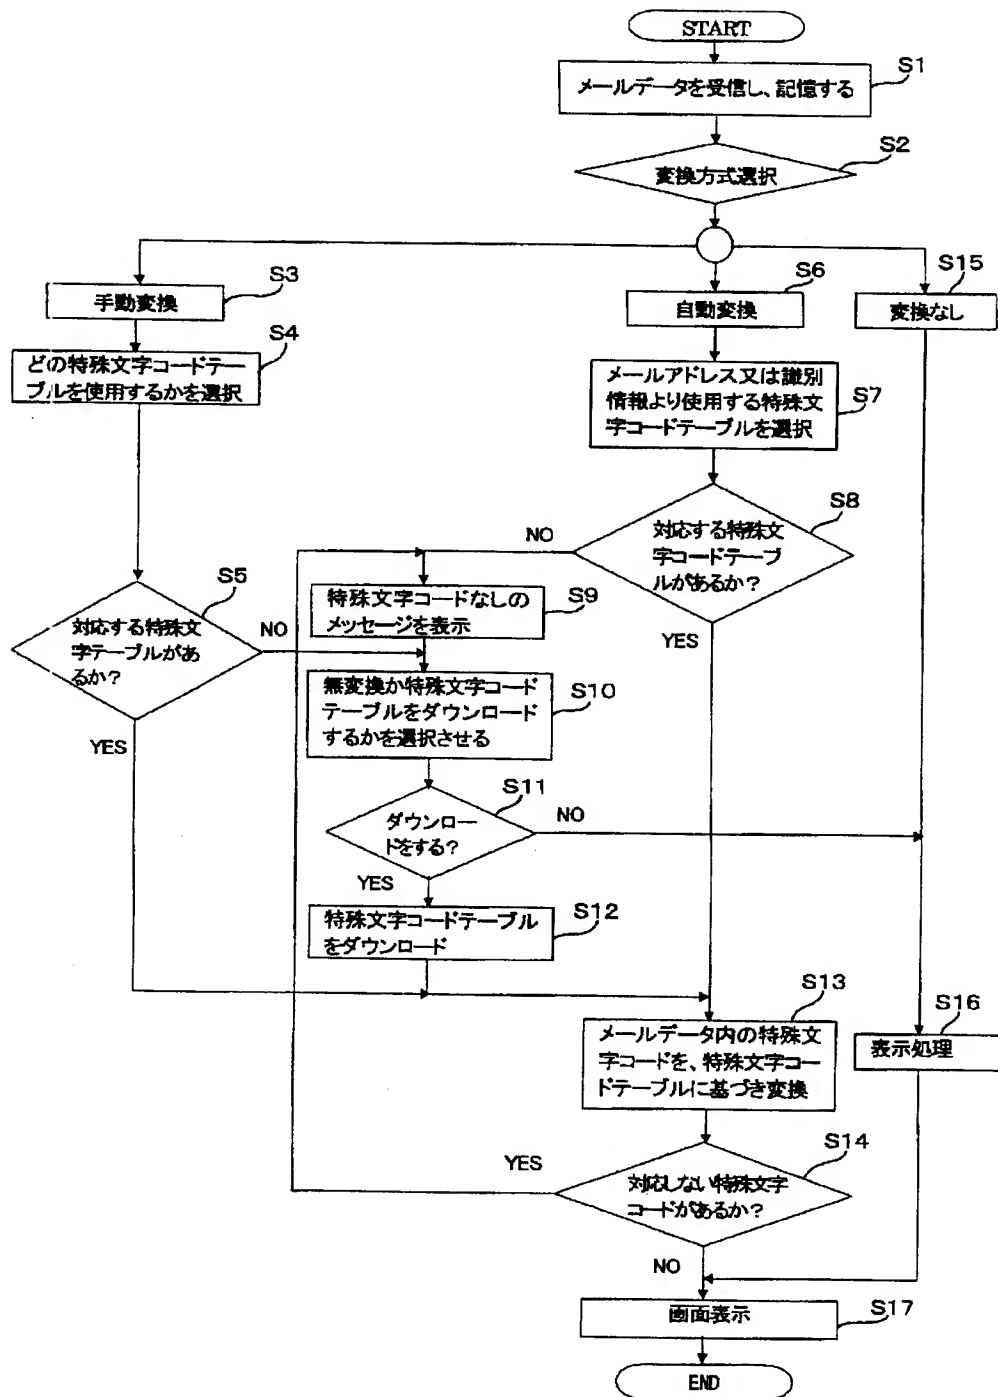 START
S1
メールデータを受信し、記憶する
S2
変換方式選択
S3
手動変換
S6
自動変換
S15
変換なし
S4
どの特殊文字コードテー
ブルを使用するかを選択
メールアドレス又は識別
情報より使用する特殊文
字コードテーブルを選択
S7
S8
対応する特殊文
字コードテーブ
ルがあるか?
NO
YES
S5
対応する特殊文
字テーブルがあ
るか?
NO
YES
特殊文字コードなしの
メッセージを表示
S9
無変換か特殊文字コード
テーブルをダウンロード
するかを選択させる
S10
S11
ダウンロー
ドをする?
NO
YES
特殊文字コードテーブル
をダウンロード
S12
S13
メールデータ内の特殊文
字コードを、特殊文字コー
ドテーブルに基づき変換
S16
表示処理
S14
対応しない特殊文字
コードがあるか?
YES
NO
画面表示
S17
END